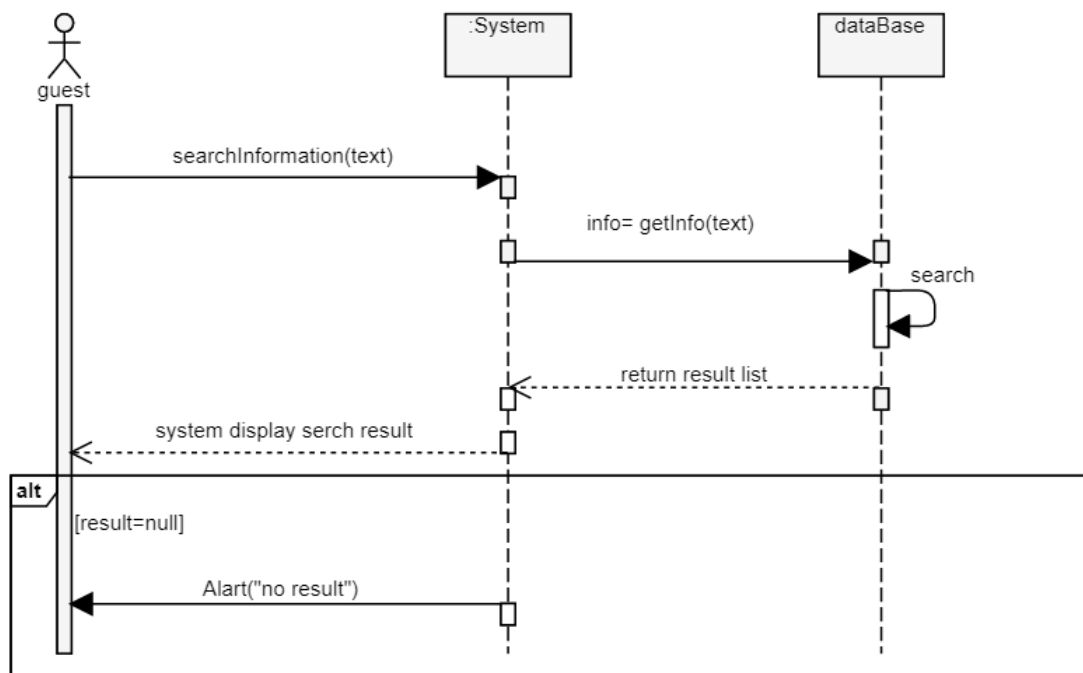 guest
:System
dataBase
searchInformation(text)
info= getInfo(text)
search
return result list
system display serch result
alt
[result=null]
Alart("no result")